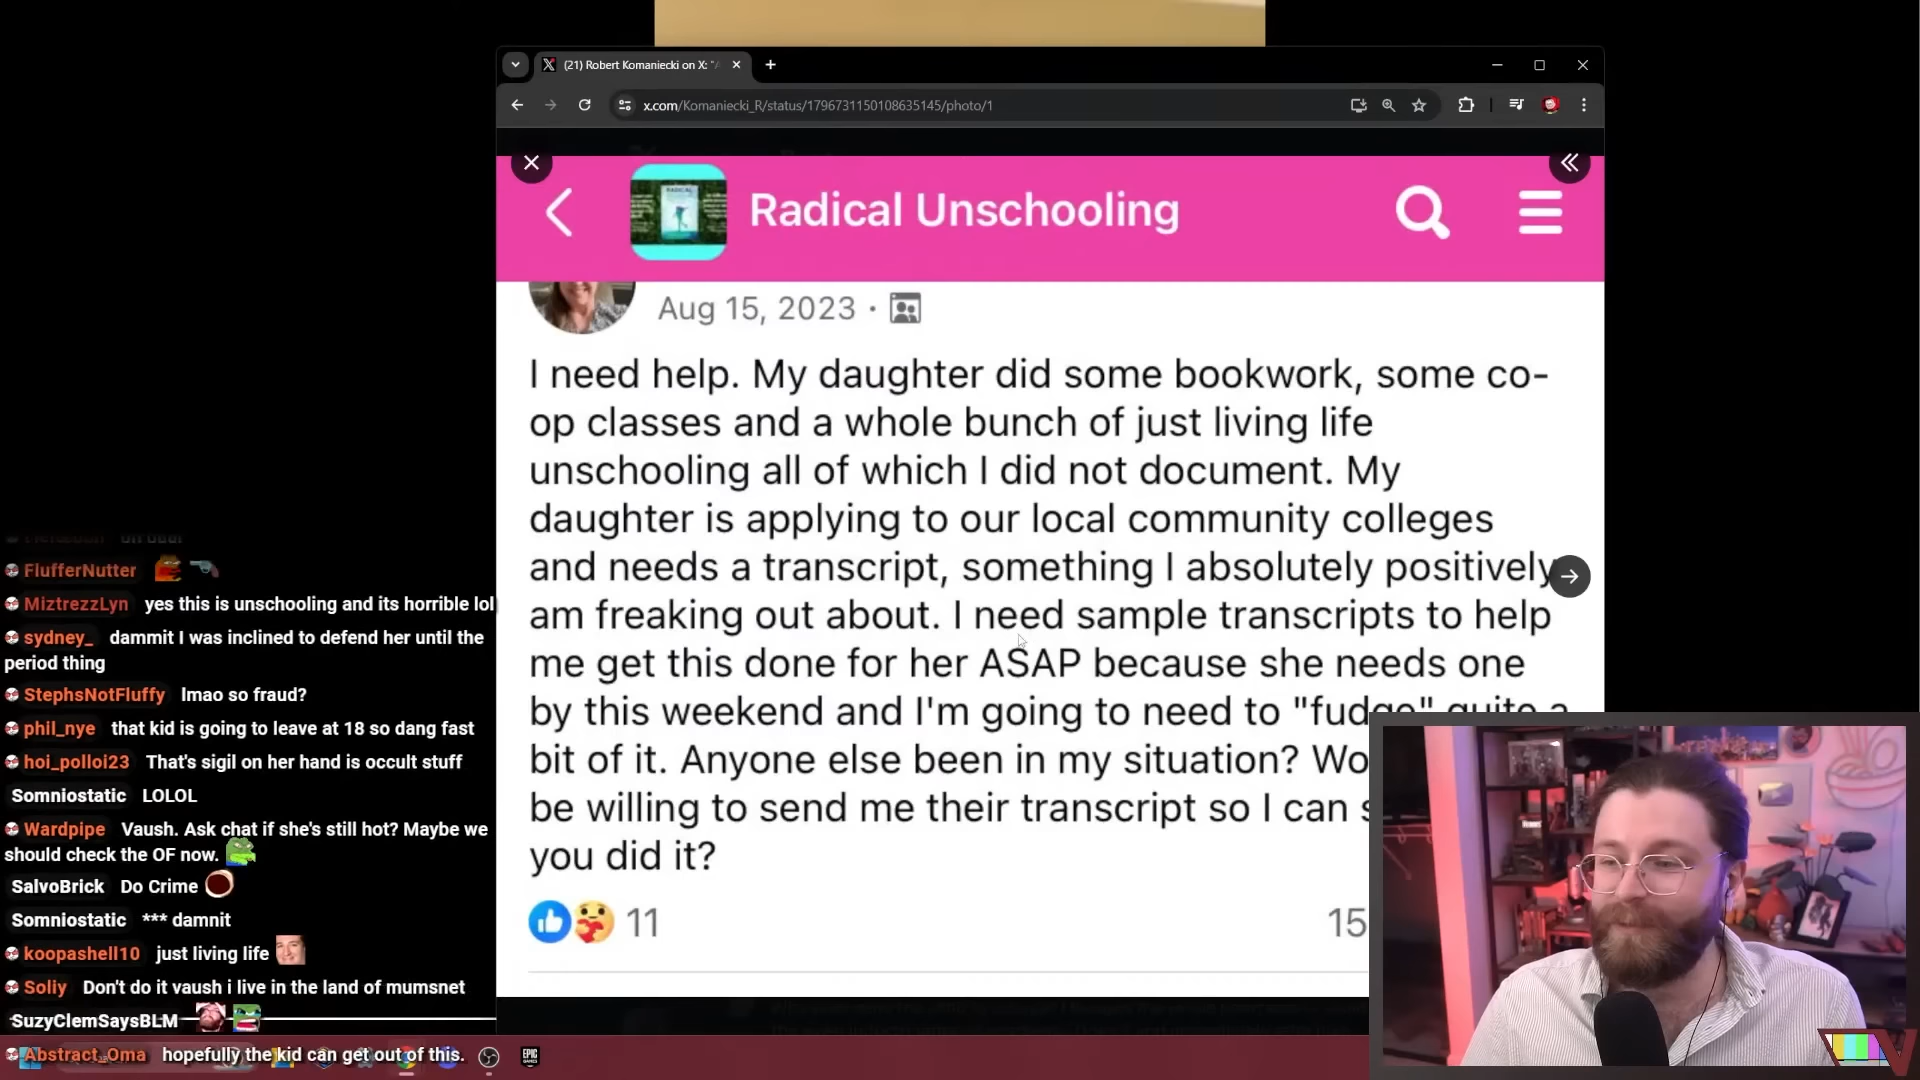 (21) Robert Komaniecki on X: "A
x.com/Komaniecki_R/status/1796731150108635145/photo/1
Radical Unschooling
Aug 15, 2023 ·
I need help. My daughter did some bookwork, some co-
op classes and a whole bunch of just living life
unschooling all of which I did not document. My
daughter is applying to our local community colleges
and needs a transcript, something I absolutely positively
am freaking out about. I need sample transcripts to help
me get this done for her ASAP because she needs one
by this weekend and I'm going to need to "fudge" quite a
bit of it. Anyone else been in my situation? Wo
be willing to send me their transcript so I can s
you did it?
11
15
FlufferNutter
MiztrezzLyn yes this is unschooling and its horrible lol
sydney_ dammit I was inclined to defend her until the
period thing
StephsNotFluffy lmao so fraud?
phil_nye that kid is going to leave at 18 so dang fast
hoi_polloi23 That's sigil on her hand is occult stuff
Somniostatic LOLOL
Wardpipe Vaush. Ask chat if she's still hot? Maybe we
should check the OF now.
SalvoBrick Do Crime
Somniostatic *** damnit
koopashell10 just living life
Soliy Don't do it vaush i live in the land of mumsnet
SuzyClemSaysBLM
Abstract_Oma hopefully the kid can get out of this.
EPIC
GAMES